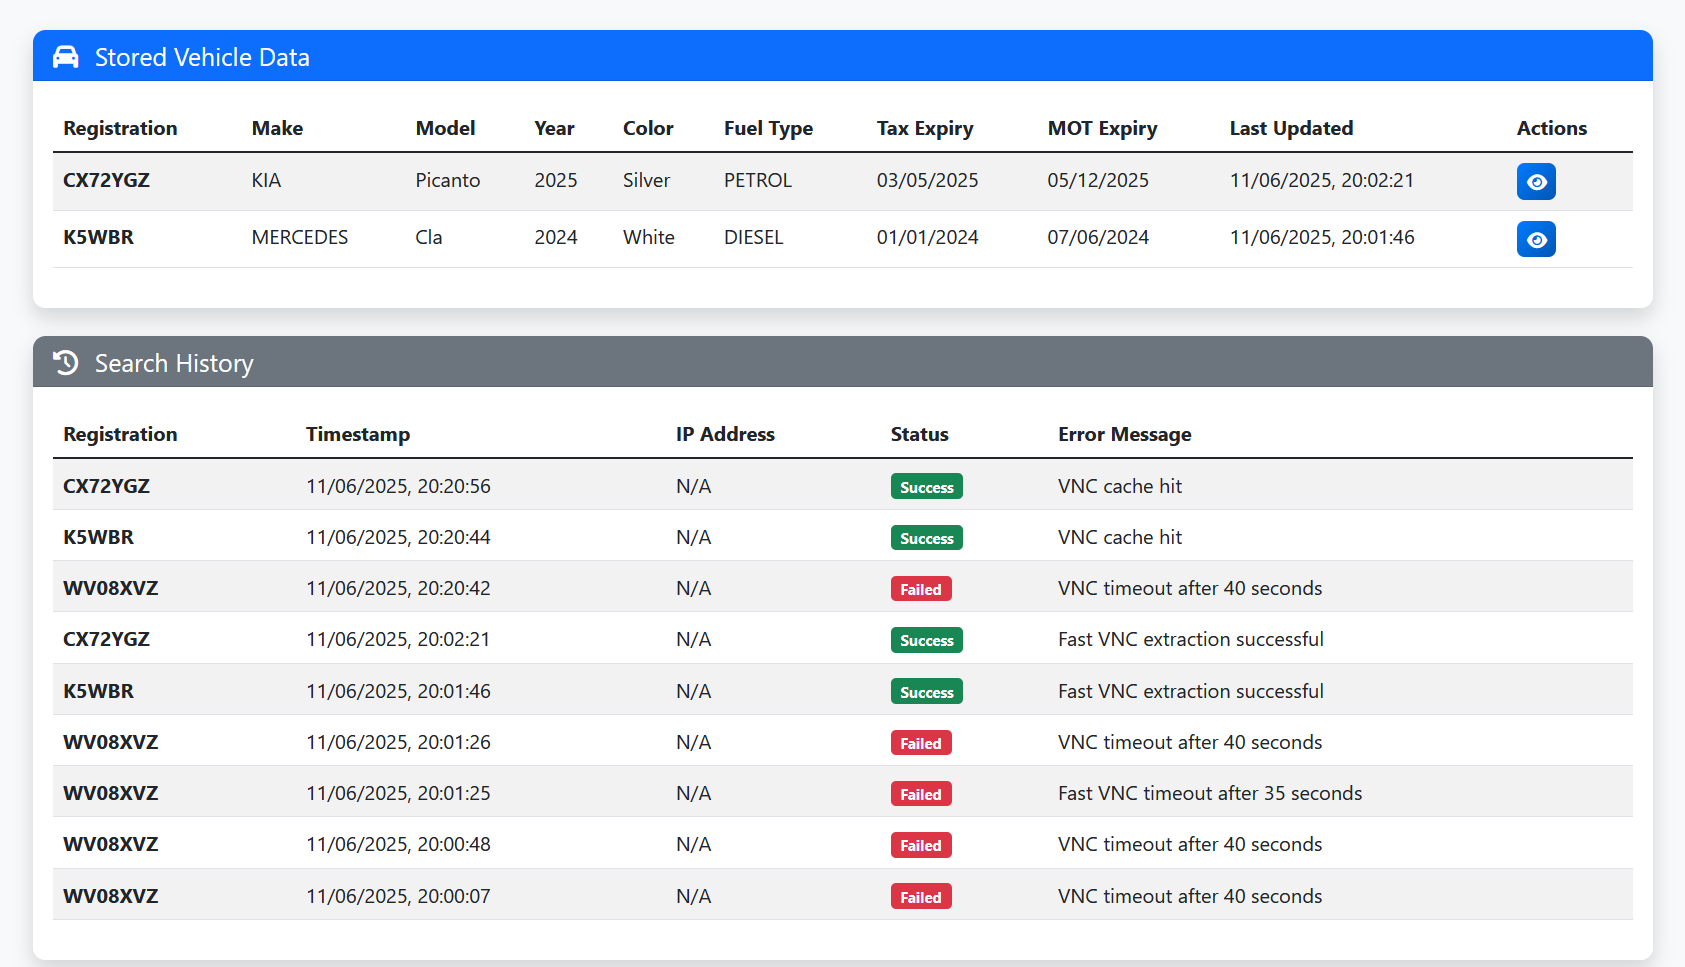 Stored Vehicle Data
Registration Make Model Year Color Fuel Type Tax Expiry MOT Expiry Last Updated Actions
CX72YGZ KIA Picanto 2025 Silver PETROL 03/05/2025 05/12/2025 11/06/2025, 20:02:21
K5WBR MERCEDES Cla 2024 White DIESEL 01/01/2024 07/06/2024 11/06/2025, 20:01:46
Search History
Registration Timestamp IP Address Status Error Message
CX72YGZ 11/06/2025, 20:20:56 N/A Success VNC cache hit
K5WBR 11/06/2025, 20:20:44 N/A Success VNC cache hit
WV08XVZ 11/06/2025, 20:20:42 N/A Failed VNC timeout after 40 seconds
CX72YGZ 11/06/2025, 20:02:21 N/A Success Fast VNC extraction successful
K5WBR 11/06/2025, 20:01:46 N/A Success Fast VNC extraction successful
WV08XVZ 11/06/2025, 20:01:26 N/A Failed VNC timeout after 40 seconds
WV08XVZ 11/06/2025, 20:01:25 N/A Failed Fast VNC timeout after 35 seconds
WV08XVZ 11/06/2025, 20:00:48 N/A Failed VNC timeout after 40 seconds
WV08XVZ 11/06/2025, 20:00:07 N/A Failed VNC timeout after 40 seconds